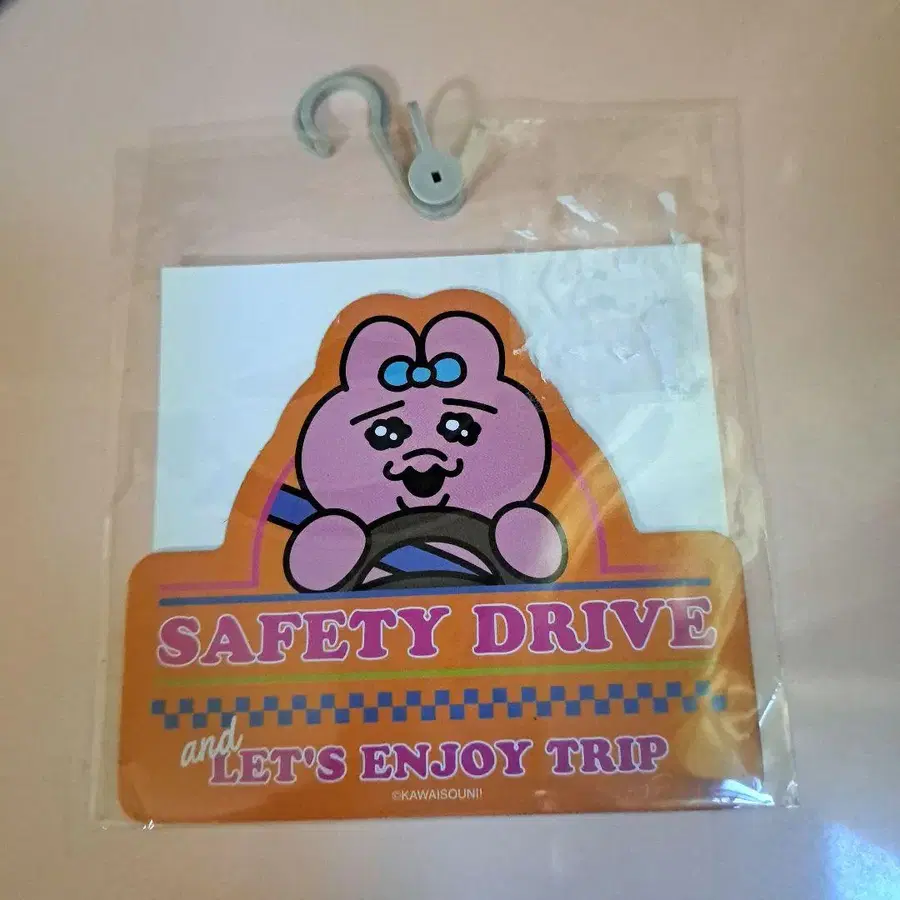 SAFETY DRIVE
and
LET'S ENJOY TRIP
©KAWAISOUNI!